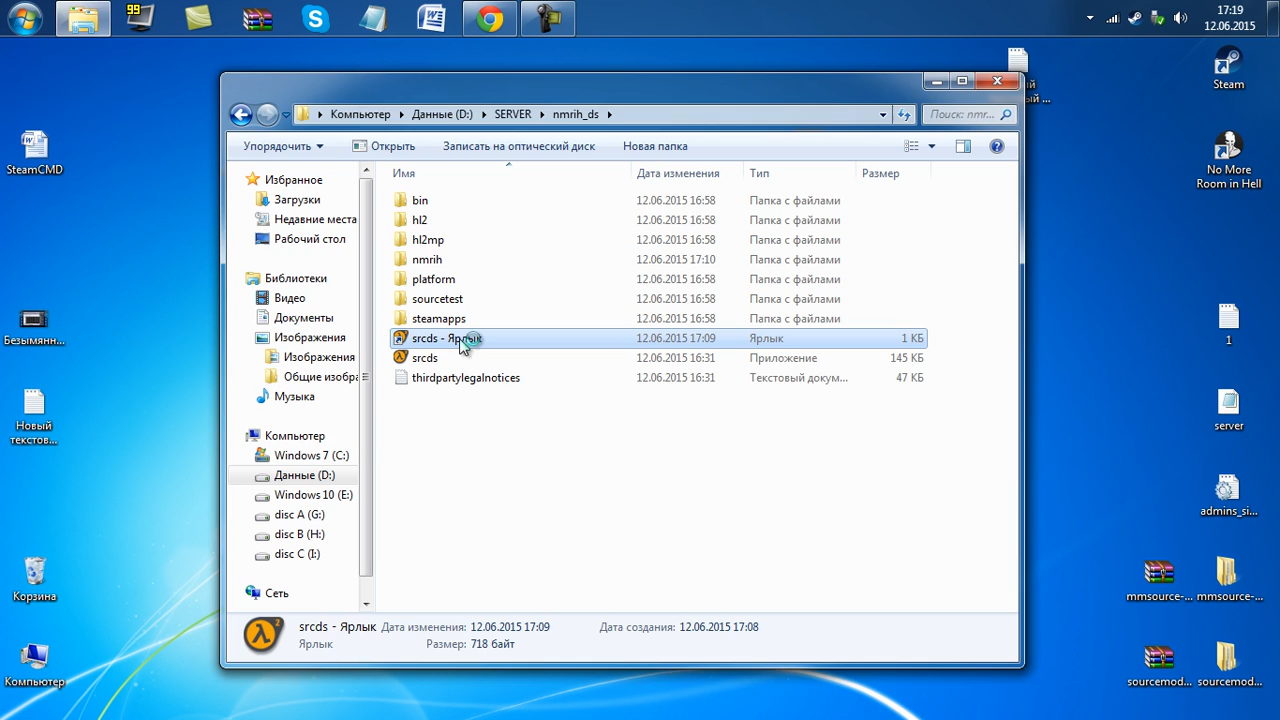 99
17:19
12.06.2015
Компьютер
Данные (D:)
SERVER
nmrih_ds
Поиск: nmr...
Упорядочить
Открыть
Записать на оптический диск
Новая папка
Имя
Дата изменения
Тип
Размер
Избранное
Загрузки
Недавние места
Рабочий стол
Библиотеки
Видео
Документы
Изображения
Изображения
Общие изобра
Музыка
Компьютер
Windows 7 (C:)
Данные (D:)
Windows 10 (E:)
disc A (G:)
disc B (H:)
disc C (I:)
Сеть
bin 12.06.2015 16:58 Папка с файлами
hl2 12.06.2015 16:58 Папка с файлами
hl2mp 12.06.2015 16:58 Папка с файлами
nmrih 12.06.2015 17:10 Папка с файлами
platform 12.06.2015 16:58 Папка с файлами
sourcetest 12.06.2015 16:58 Папка с файлами
steamapps 12.06.2015 16:58 Папка с файлами
srcds - Ярлык 12.06.2015 17:09 Ярлык 1 КБ
srcds 12.06.2015 16:31 Приложение 145 КБ
thirdpartylegalnotices 12.06.2015 16:31 Текстовый докум... 47 КБ
srcds - Ярлык Дата изменения: 12.06.2015 17:09 Дата создания: 12.06.2015 17:08
Ярлык Размер: 718 байт
SteamCMD
Безымянн...
Новый
текстов...
Корзина
Компьютер
Steam
No More
Room in Hell
1
server
admins_si...
mmsource-...
mmsource-...
sourcemod...
sourcemod...